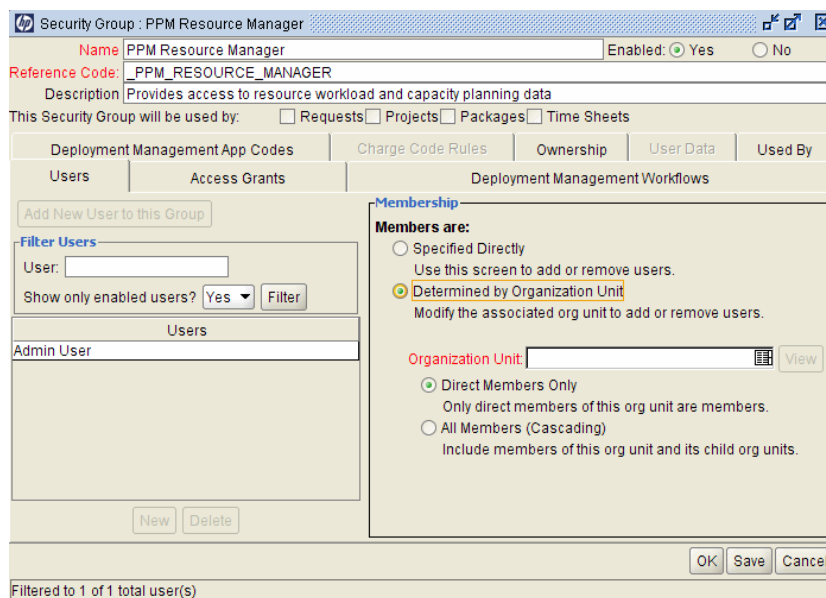 hp Security Group : PPM Resource Manager
Name PPM Resource Manager Enabled: Yes No
Reference Code: _PPM_RESOURCE_MANAGER
Description Provides access to resource workload and capacity planning data
This Security Group will be used by: Requests Projects Packages Time Sheets
Deployment Management App Codes Charge Code Rules Ownership User Data Used By
Users Access Grants Deployment Management Workflows
Add New User to this Group
Filter Users
User:
Show only enabled users? Yes Filter
Users
Admin User
New Delete
Membership
Members are:
Specified Directly
Use this screen to add or remove users.
Determined by Organization Unit
Modify the associated org unit to add or remove users.
Organization Unit: View
Direct Members Only
Only direct members of this org unit are members.
All Members (Cascading)
Include members of this org unit and its child org units.
OK Save Cancel
Filtered to 1 of 1 total user(s)